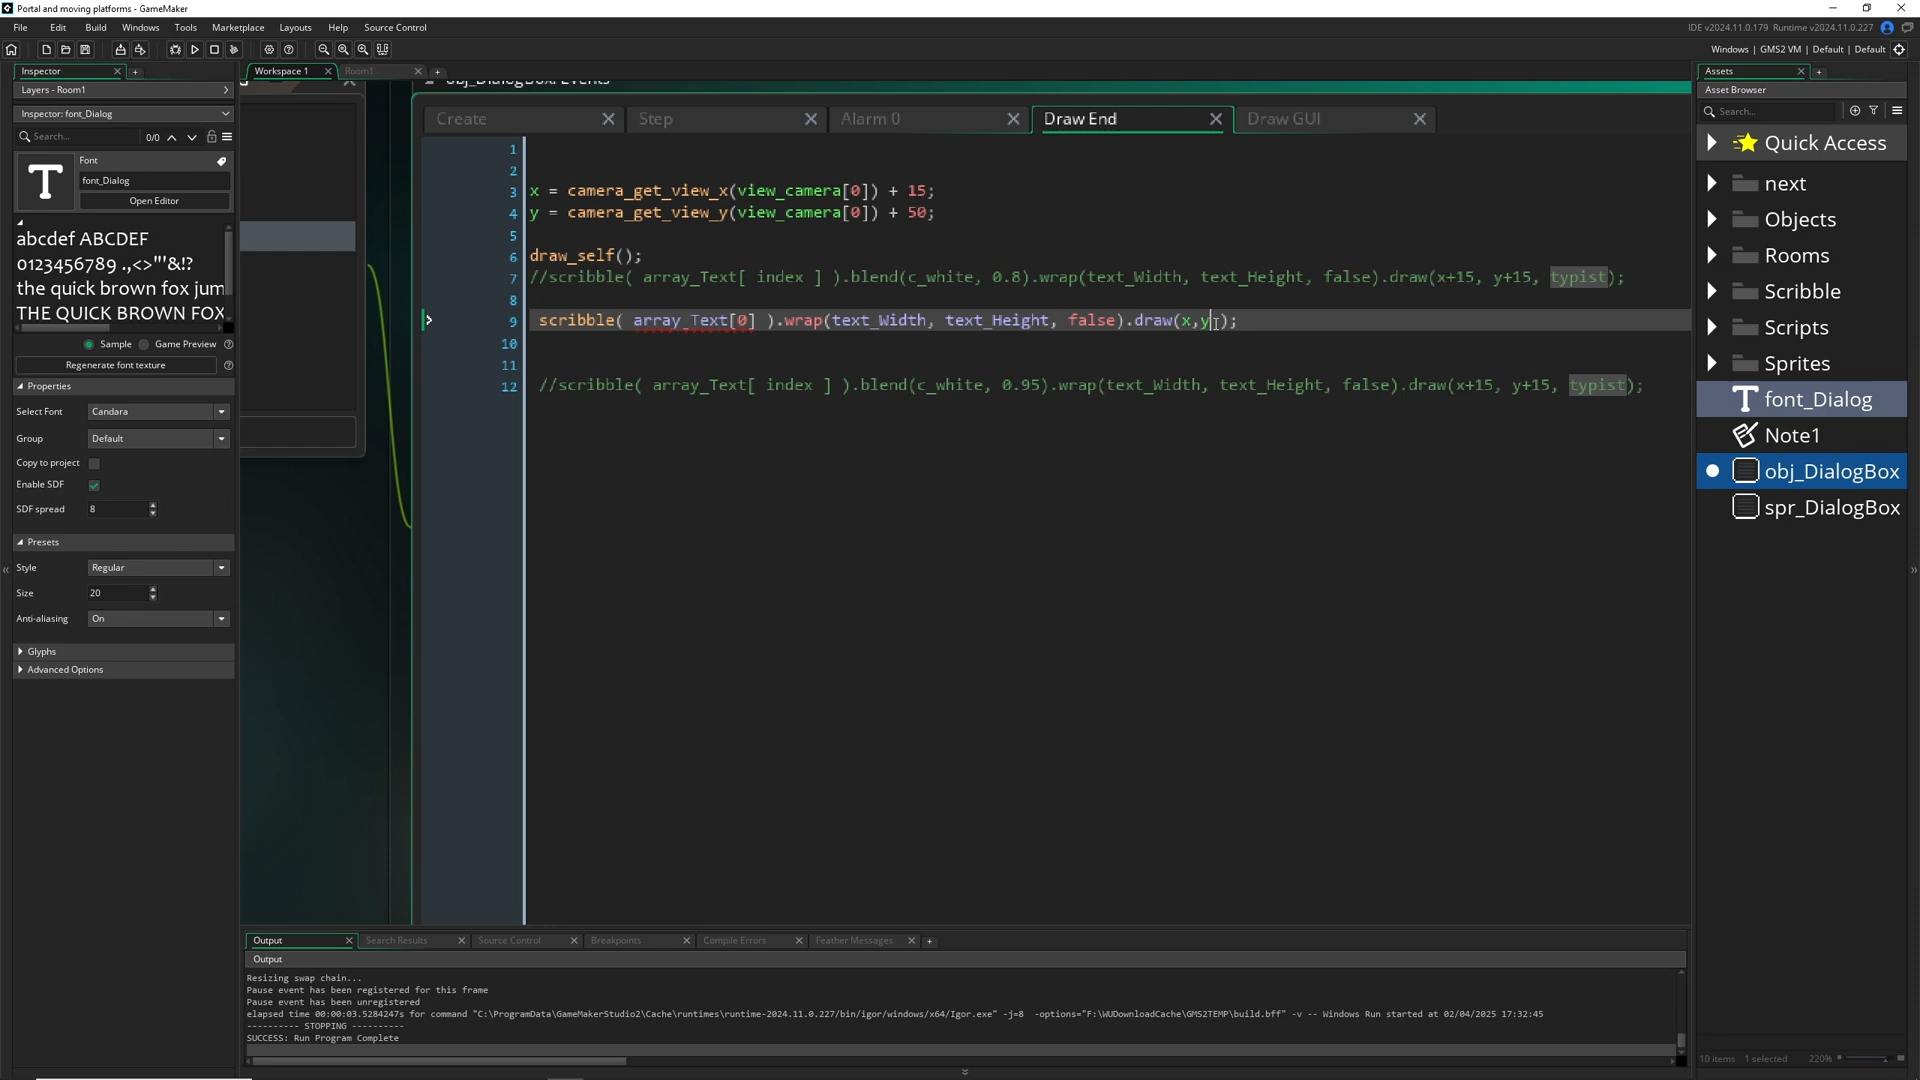 Portal and moving platforms - GameMaker
File Edit Build Windows Tools Marketplace Layouts Help Source Control
IDE v2024.11.0.179 Runtime v2024.11.0.227
Windows | GMS2 VM | Default | Default
Inspector
Layers - Room1
Inspector: font_Dialog
Search...
0/0
Font
font_Dialog
Open Editor
abcdef ABCDEF
0123456789 .,<>"'&!?
the quick brown fox jum
THE QUICK BROWN FOX
Sample
Game Preview
Regenerate font texture
Properties
Select Font Candara
Group Default
Copy to project
Enable SDF
SDF spread 8
Presets
Style Regular
Size 20
Anti-aliasing On
Glyphs
Advanced Options
Workspace 1
Room1
obj_DialogBox: Events
Create
Step
Alarm 0
Draw End
Draw GUI
1
2
3 x = camera_get_view_x(view_camera[0]) + 15;
4 y = camera_get_view_y(view_camera[0]) + 50;
5
6 draw_self();
7 //scribble( array_Text[ index ] ).blend(c_white, 0.8).wrap(text_Width, text_Height, false).draw(x+15, y+15, typist);
8
9 scribble( array_Text[0] ).wrap(text_Width, text_Height, false).draw(x,y );
10
11
12 //scribble( array_Text[ index ] ).blend(c_white, 0.95).wrap(text_Width, text_Height, false).draw(x+15, y+15, typist);
Output
Search Results
Source Control
Breakpoints
Compile Errors
Feather Messages
Output
Resizing swap chain...
Pause event has been registered for this frame
Pause event has been unregistered
elapsed time 00:00:03.5284247s for command "C:\ProgramData\GameMakerStudio2\Cache\runtimes\runtime-2024.11.0.227/bin/igor/windows/x64/Igor.exe" -j=8 -options="F:\WUDownloadCache\GMS2TEMP\build.bff" -v -- Windows Run started at 02/04/2025 17:32:45
---------- STOPPING ----------
SUCCESS: Run Program Complete
Assets
Asset Browser
Search...
Quick Access
next
Objects
Rooms
Scribble
Scripts
Sprites
font_Dialog
Note1
obj_DialogBox
spr_DialogBox
10 items 1 selected 220%